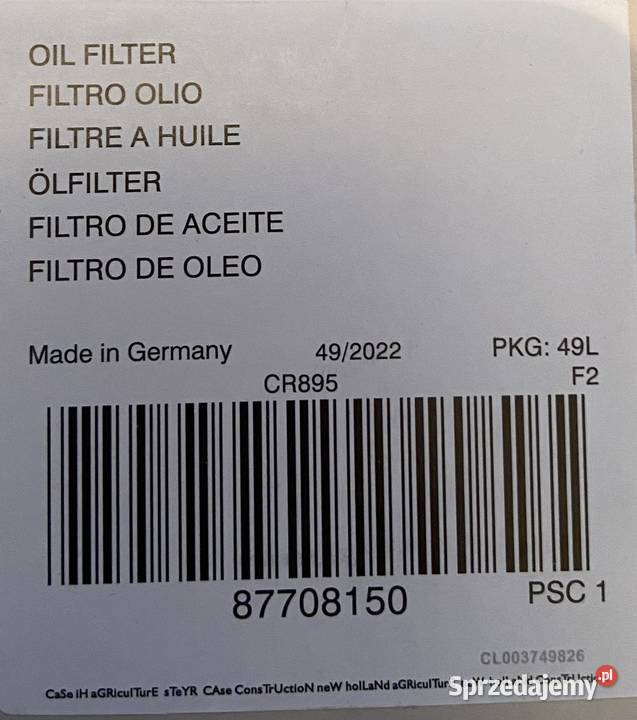 OIL FILTER
FILTRO OLIO
FILTRE A HUILE
ÖLFILTER
FILTRO DE ACEITE
FILTRO DE OLEO
Made in Germany 49/2022 PKG: 49L
CR895 F2
87708150 PSC 1
CL003749826
CaSe iH aGRiculTurE sTeYR CAse ConsTrUctioN neW holLaNd aGRiculTur
Sprzedajemy.pl